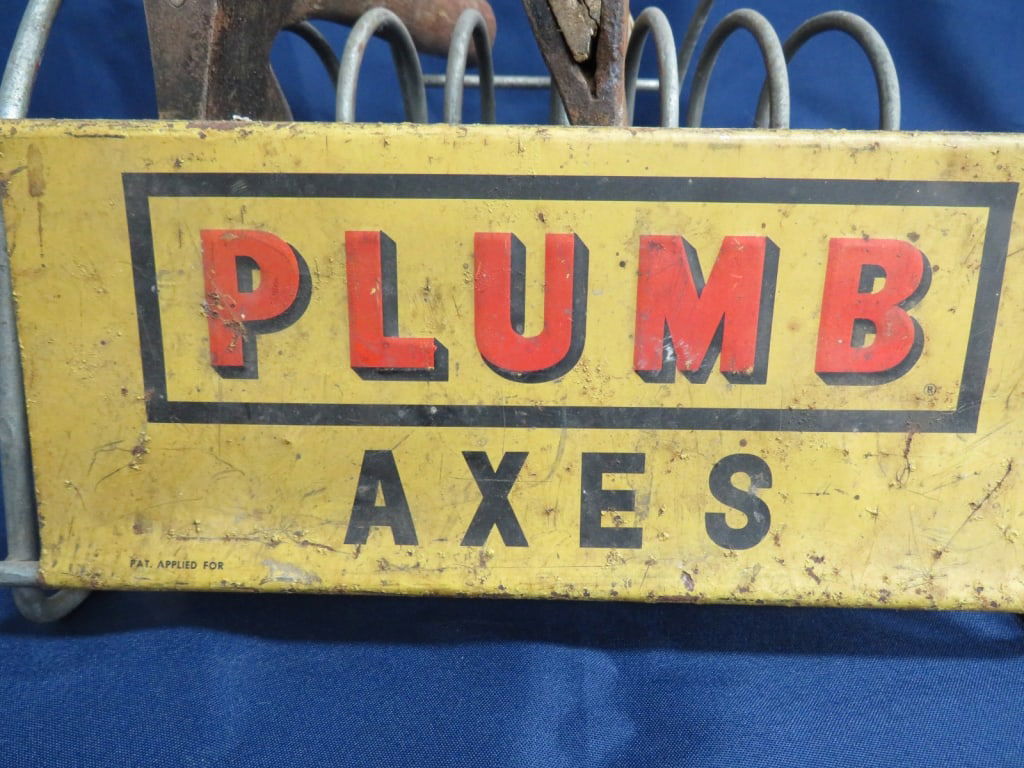 PLUMB ®
AXES
PAT. APPLIED FOR